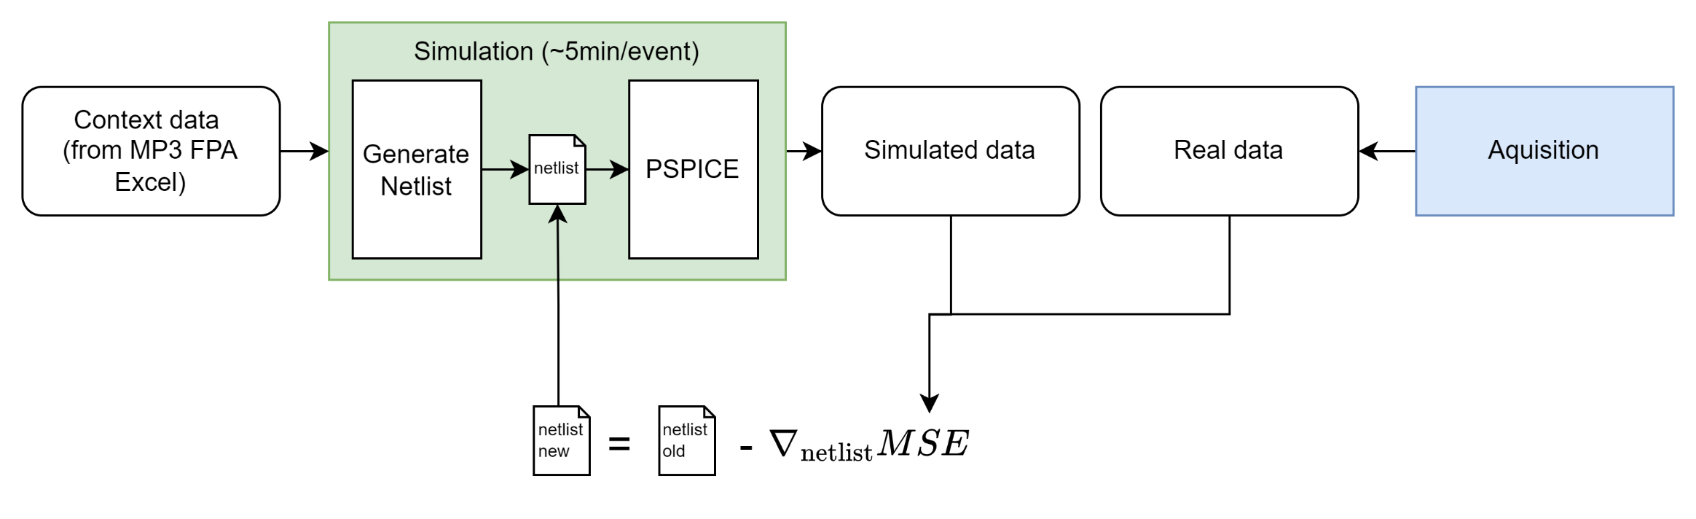 Simulation (~5min/event)
Context data
(from MP3 FPA
Excel)
Generate
Netlist
netlist
PSPICE
Simulated data
Real data
Aquisition
netlist
new
=
netlist
old
- ∇netlist MSE